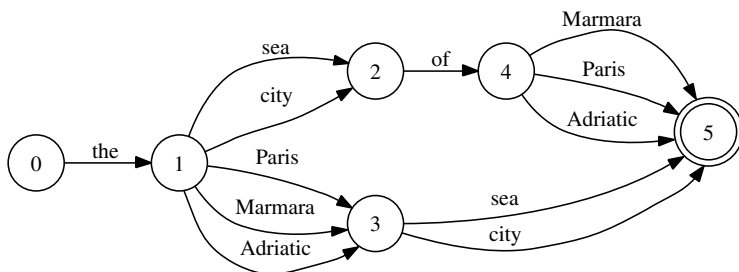 Marmara
sea
2
of
4
Paris
city
Adriatic
5
0
the
1
Paris
sea
Marmara
3
city
Adriatic